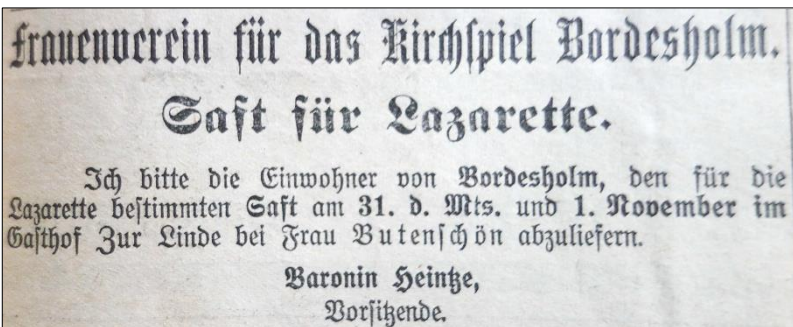 Frauenverein für das Kirchspiel Bordesholm.
Saft für Lazarette.
Ich bitte die Einwohner von Bordesholm, den für die
Lazarette bestimmten Saft am 31. d. Mts. und 1. November im
Gasthof Zur Linde bei Frau Butenschön abzuliefern.
Baronin Heintze,
Vorsitzende.